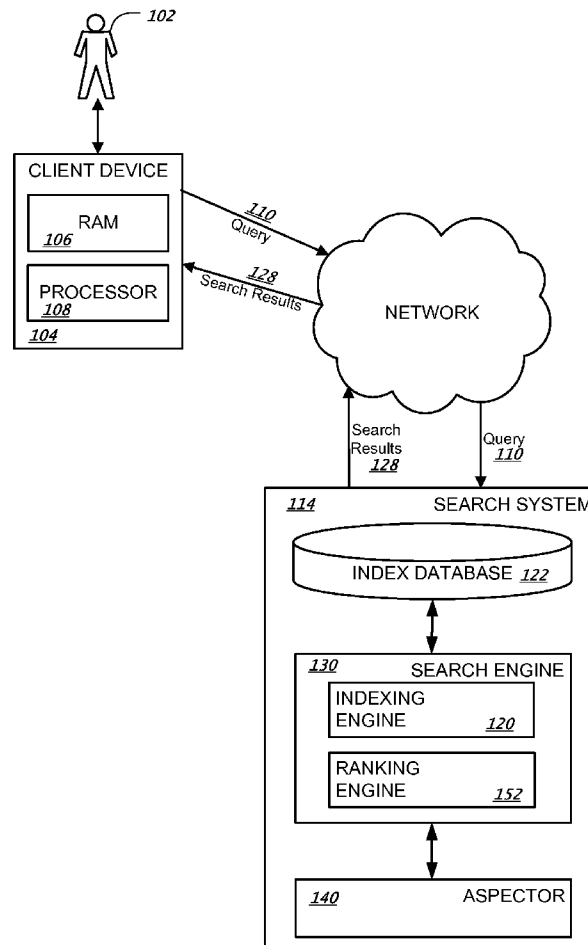 102
CLIENT DEVICE
RAM
106
PROCESSOR
108
104
110
Query
128
Search Results
NETWORK
Search
Results
128
Query
110
114
SEARCH SYSTEM
INDEX DATABASE 122
130
SEARCH ENGINE
INDEXING
ENGINE
120
RANKING
ENGINE
152
140
ASPECTOR